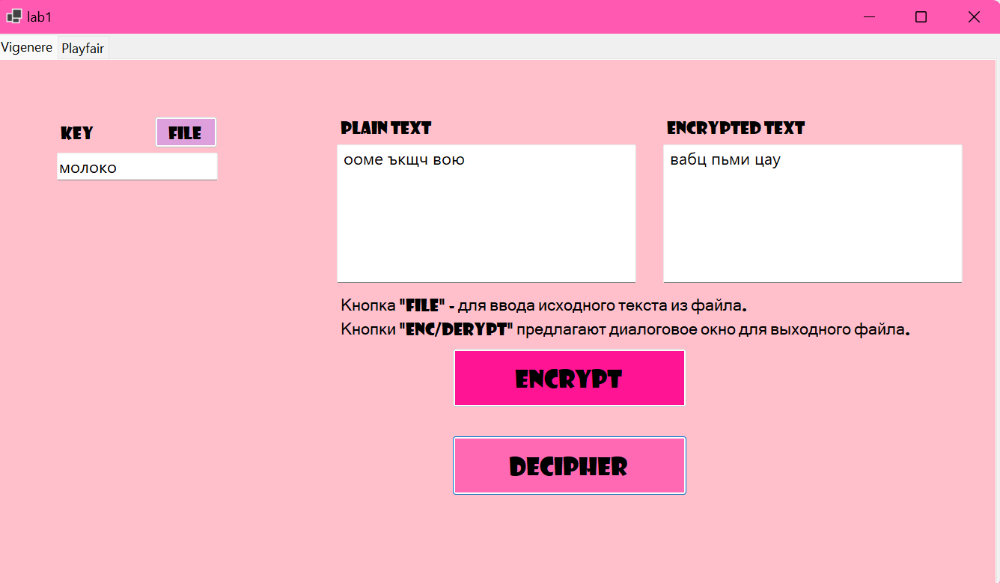 lab1
Vigenere Playfair
KEY FILE
молоко
PLAIN TEXT
ооме ъкщч вою
ENCRYPTED TEXT
вабц пьми цау
Кнопка "FILE" - для ввода исходного текста из файла.
Кнопки "ENC/DERYPT" предлагают диалоговое окно для выходного файла.
ENCRYPT
DECIPHER